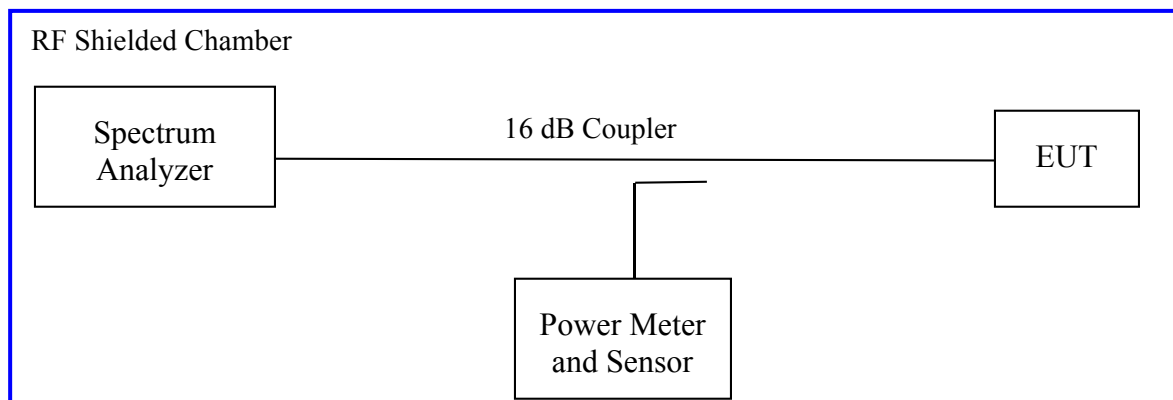 RF Shielded Chamber
Spectrum
Analyzer
16 dB Coupler
EUT
Power Meter
and Sensor